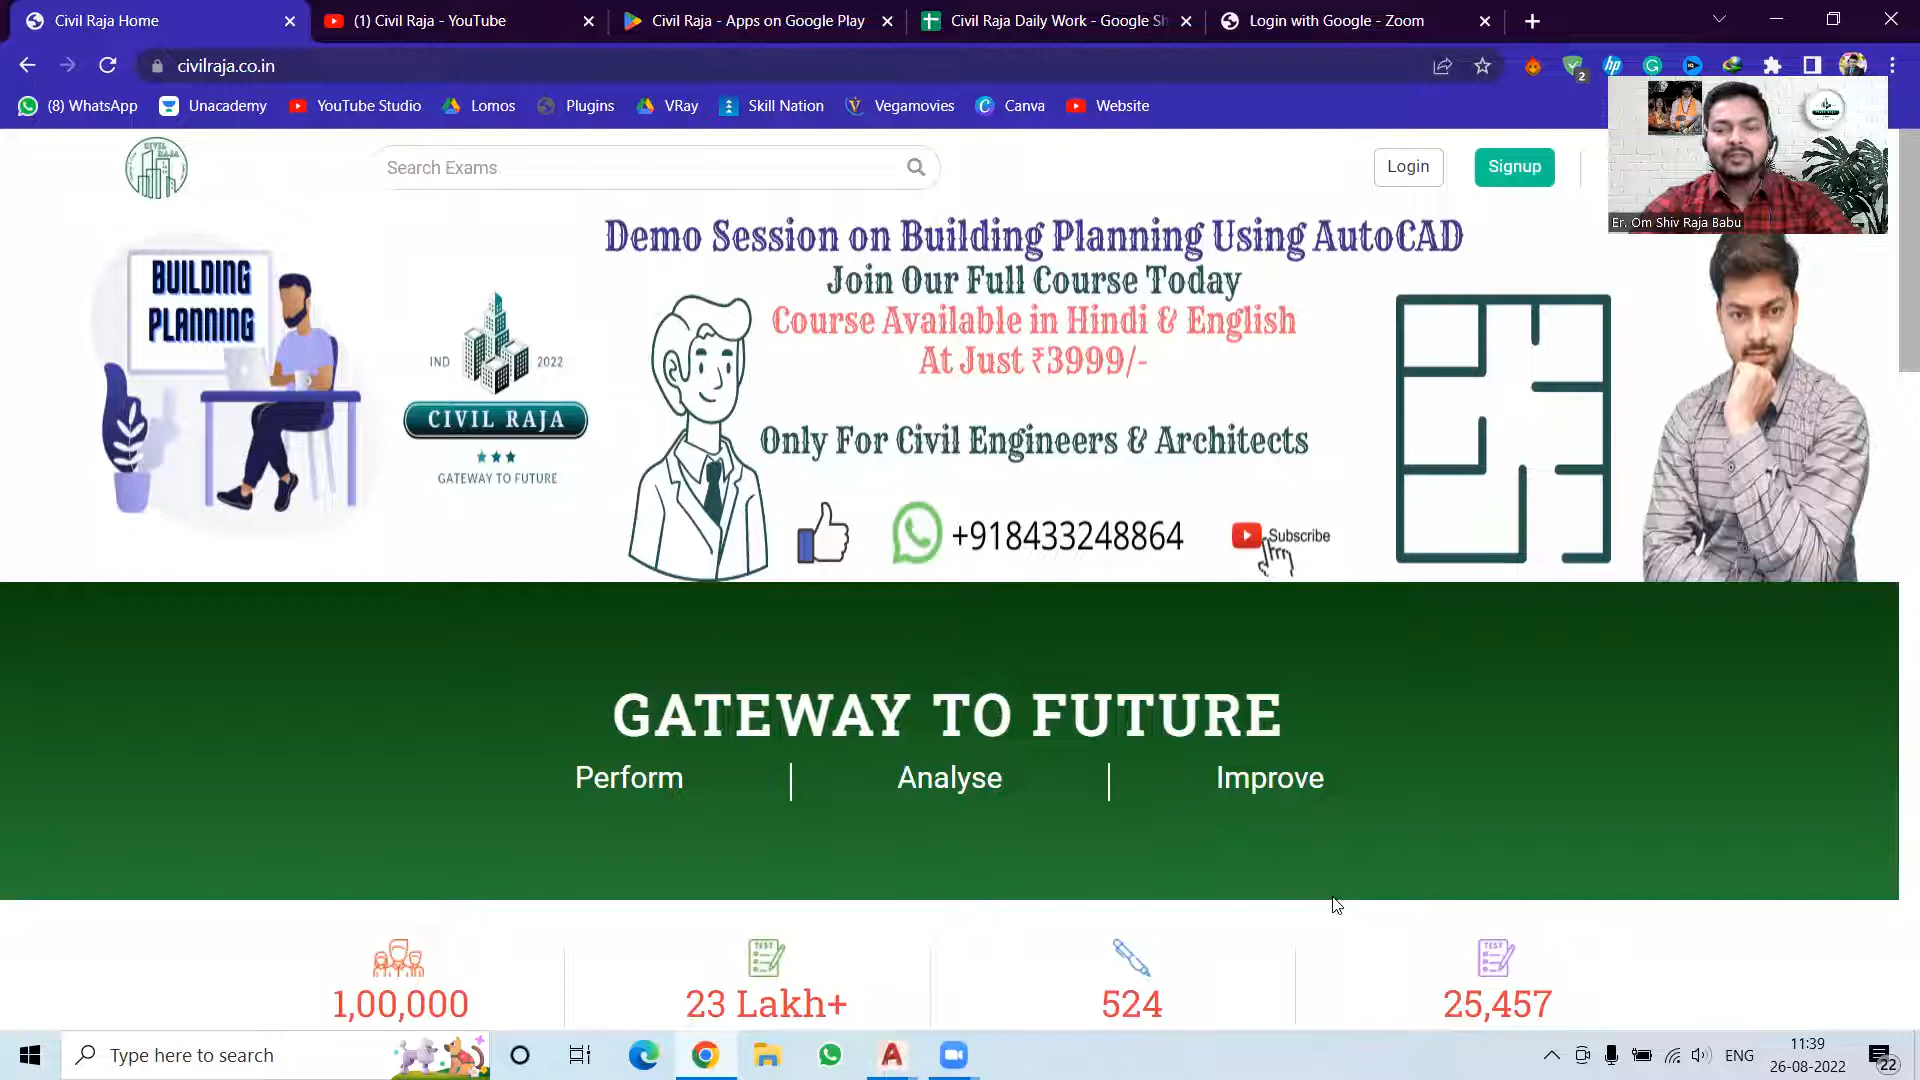 Civil Raja Home
(1) Civil Raja - YouTube
Civil Raja - Apps on Google Play
Civil Raja Daily Work - Google Sh
Login with Google - Zoom
civilraja.co.in
2
(8) WhatsApp
Unacademy
YouTube Studio
Lomos
Plugins
VRay
Skill Nation
Vegamovies
Canva
Website
CIVIL
RAJA
Search Exams
Login
Signup
Er. Om Shiv Raja Babu
Demo Session on Building Planning Using AutoCAD
Join Our Full Course Today
Course Available in Hindi & English
At Just ₹3999/-
BUILDING
PLANNING
IND
2022
CIVIL RAJA
GATEWAY TO FUTURE
Only For Civil Engineers & Architects
+918433248864
Subscribe
GATEWAY TO FUTURE
Perform
Analyse
Improve
TEST
TEST
1,00,000
23 Lakh+
524
25,457
Type here to search
ENG
11:39
26-08-2022
22